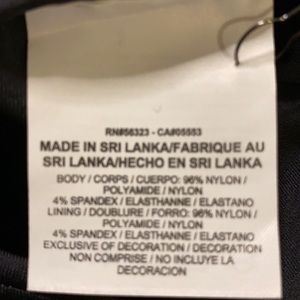 RN#56323 - CA#05553
MADE IN SRI LANKA/FABRIQUE AU
SRI LANKA/HECHO EN SRI LANKA
BODY / CORPS / CUERPO: 96% NYLON /
POLYAMIDE / NYLON
4% SPANDEX / ELASTHANNE / ELASTANO
LINING / DOUBLURE / FORRO: 96% NYLON /
POLYAMIDE / NYLON
4% SPANDEX / ELASTHANNE / ELASTANO
EXCLUSIVE OF DECORATION / DECORATION
NON COMPRISE / NO INCLUYE LA
DECORACION